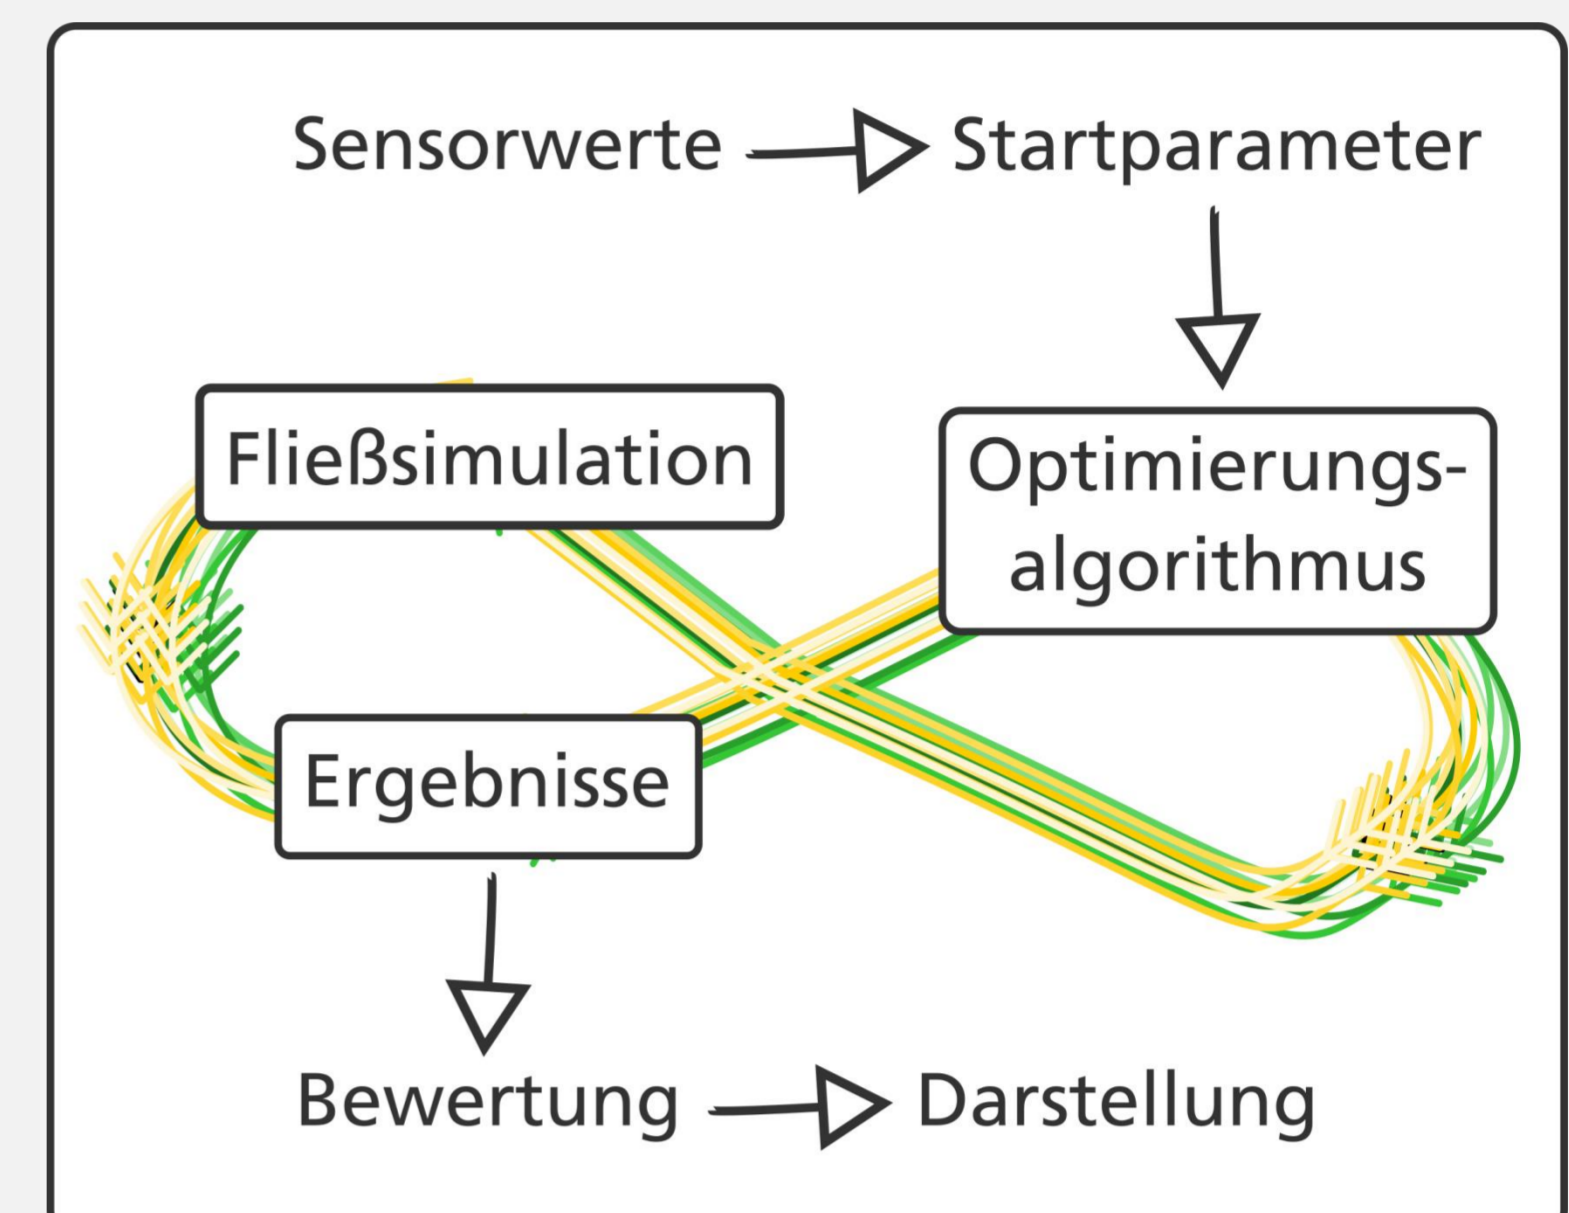 Sensorwerte
Startparameter
Fließsimulation
Optimierungs-
algorithmus
Ergebnisse
Bewertung
Darstellung